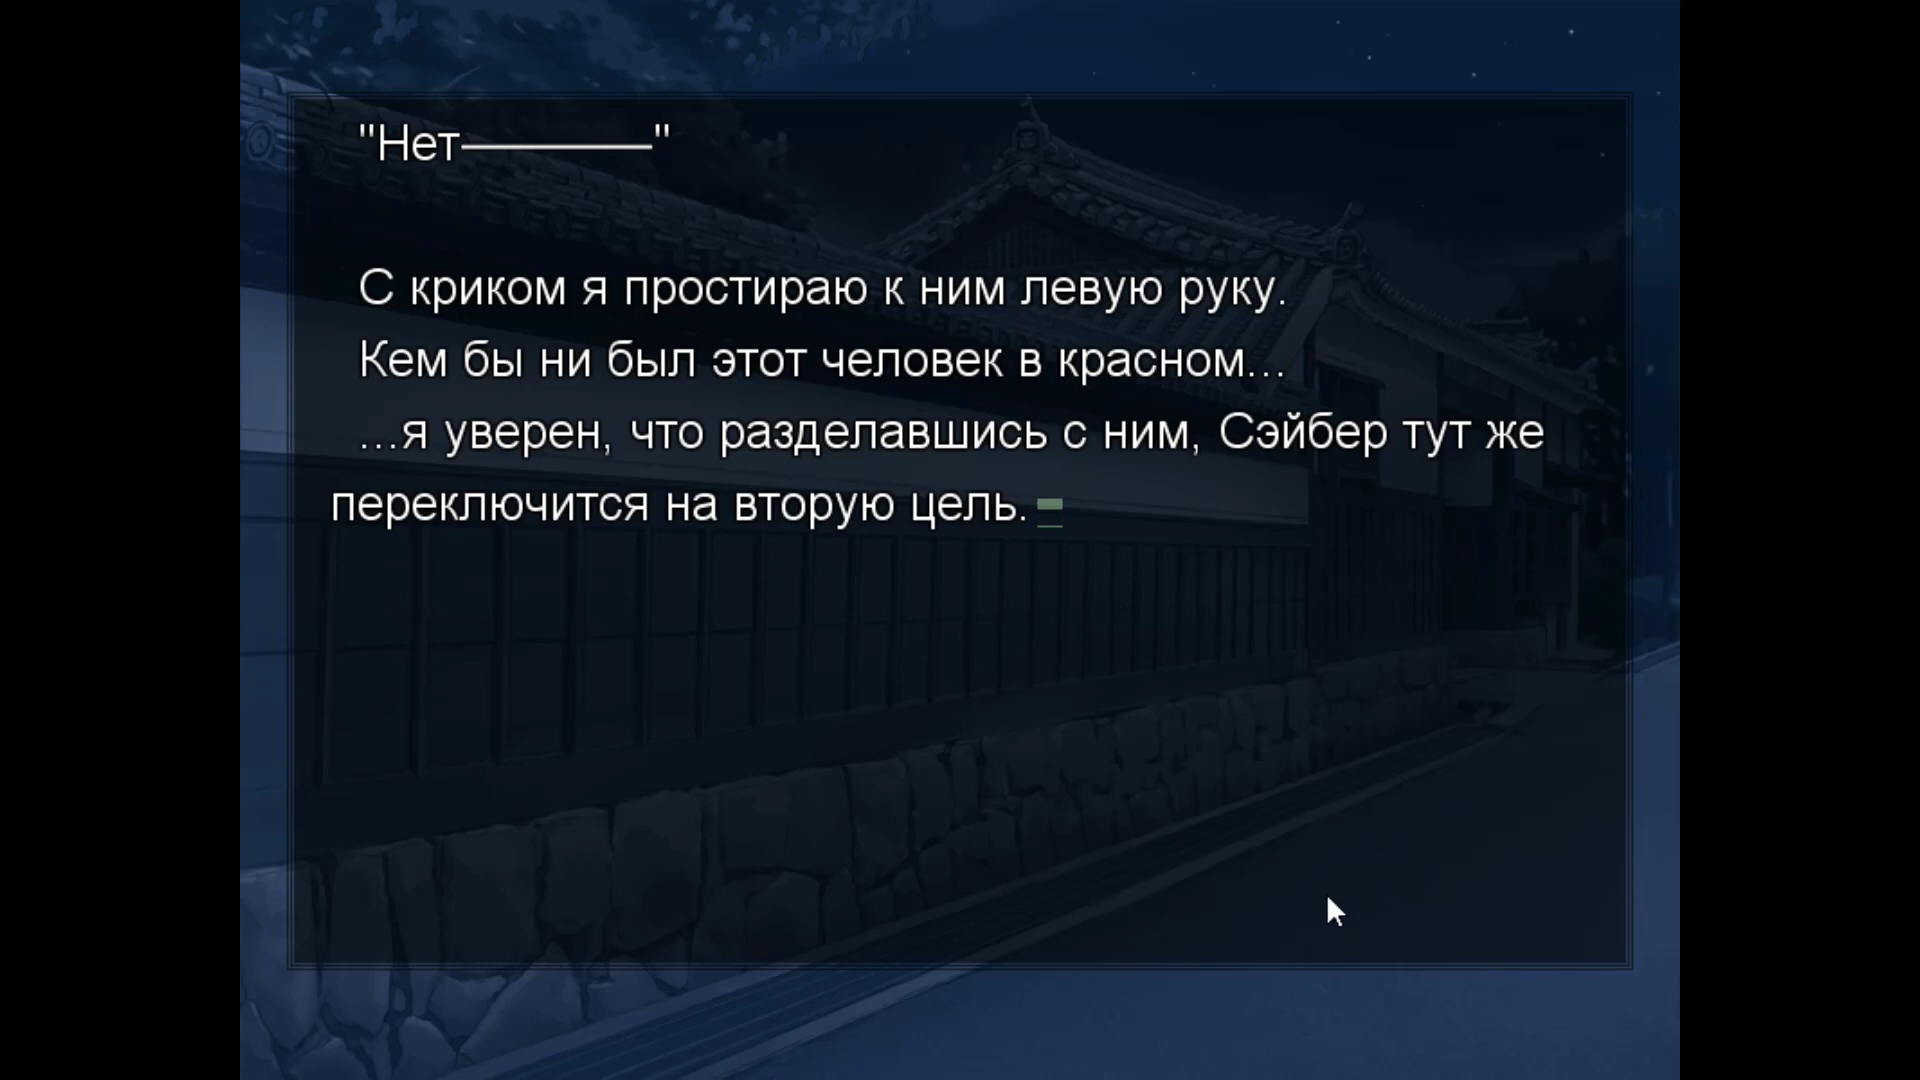 "Нет————"
С криком я простираю к ним левую руку.
Кем бы ни был этот человек в красном...
...я уверен, что разделавшись с ним, Сэйбер тут же
переключится на вторую цель.